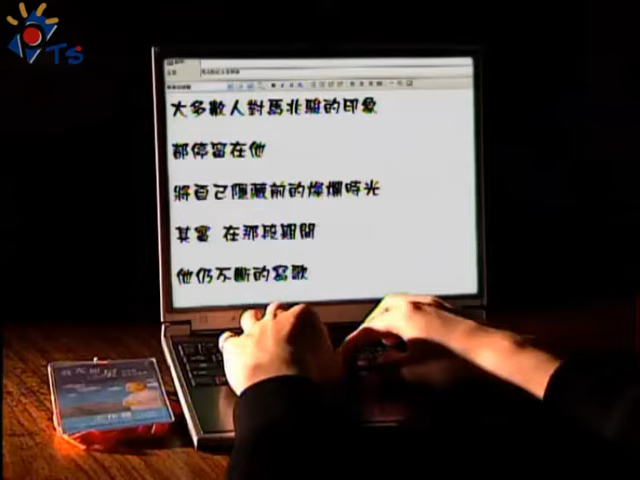 TS
大多數人對馬兆駿的印象
都停留在他
將自己隱藏前的燦爛時光
其實 在那段期間
他仍不斷的寫歌